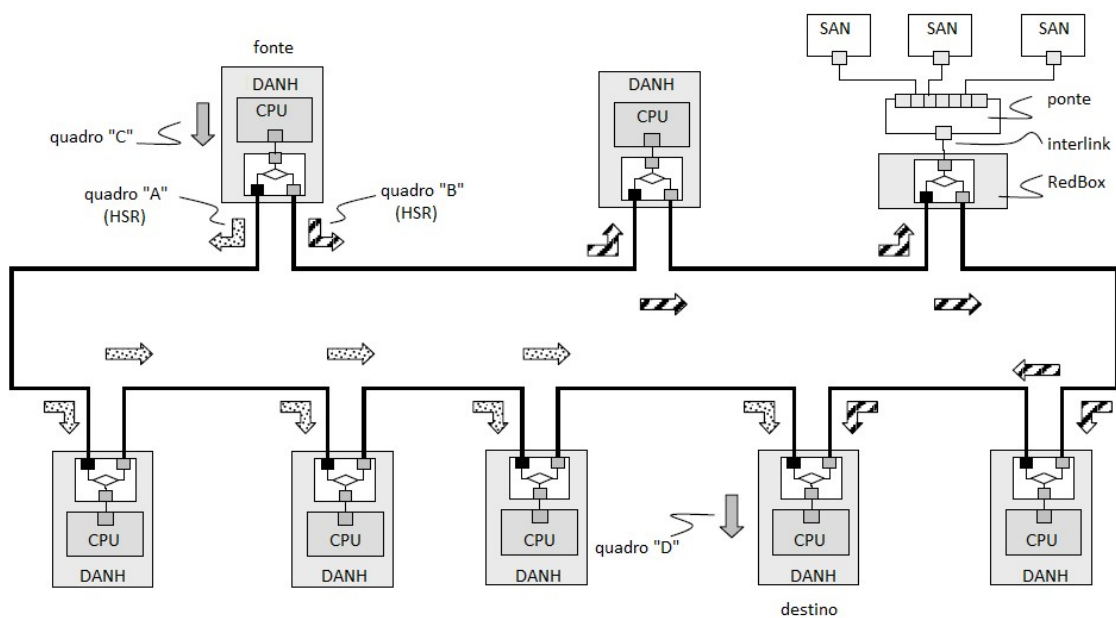 fonte
DANH
CPU
quadro "C"
quadro "A"
(HSR)
quadro "B"
(HSR)
DANH
CPU
SAN
SAN
SAN
ponte
interlink
RedBox
CPU
DANH
CPU
DANH
CPU
DANH
quadro "D"
CPU
DANH
destino
CPU
DANH